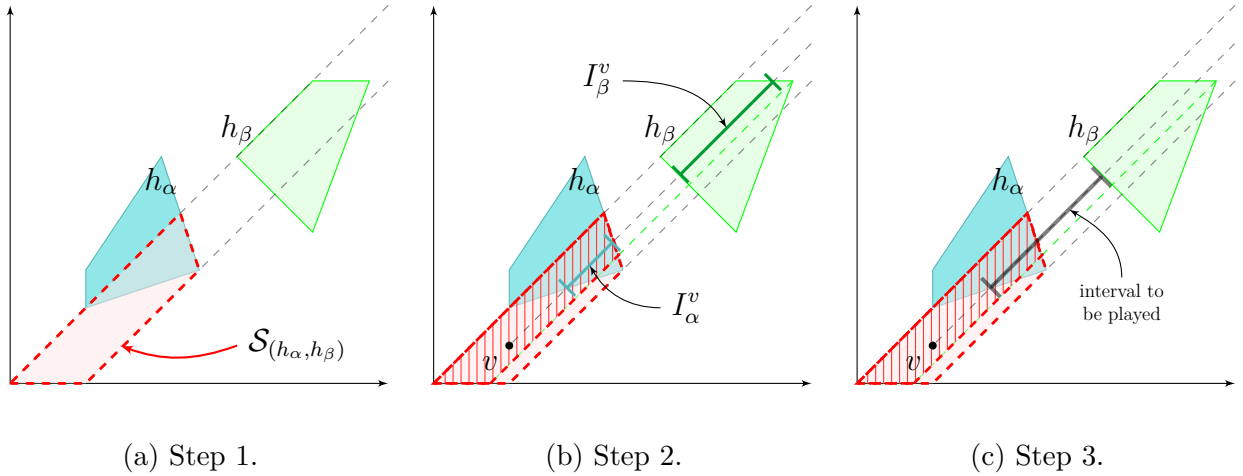 h_β
h_α
S_(h_α,h_β)
(a) Step 1.
I^v_β
h_β
h_α
I^v_α
v
(b) Step 2.
h_β
h_α
interval to
be played
v
(c) Step 3.